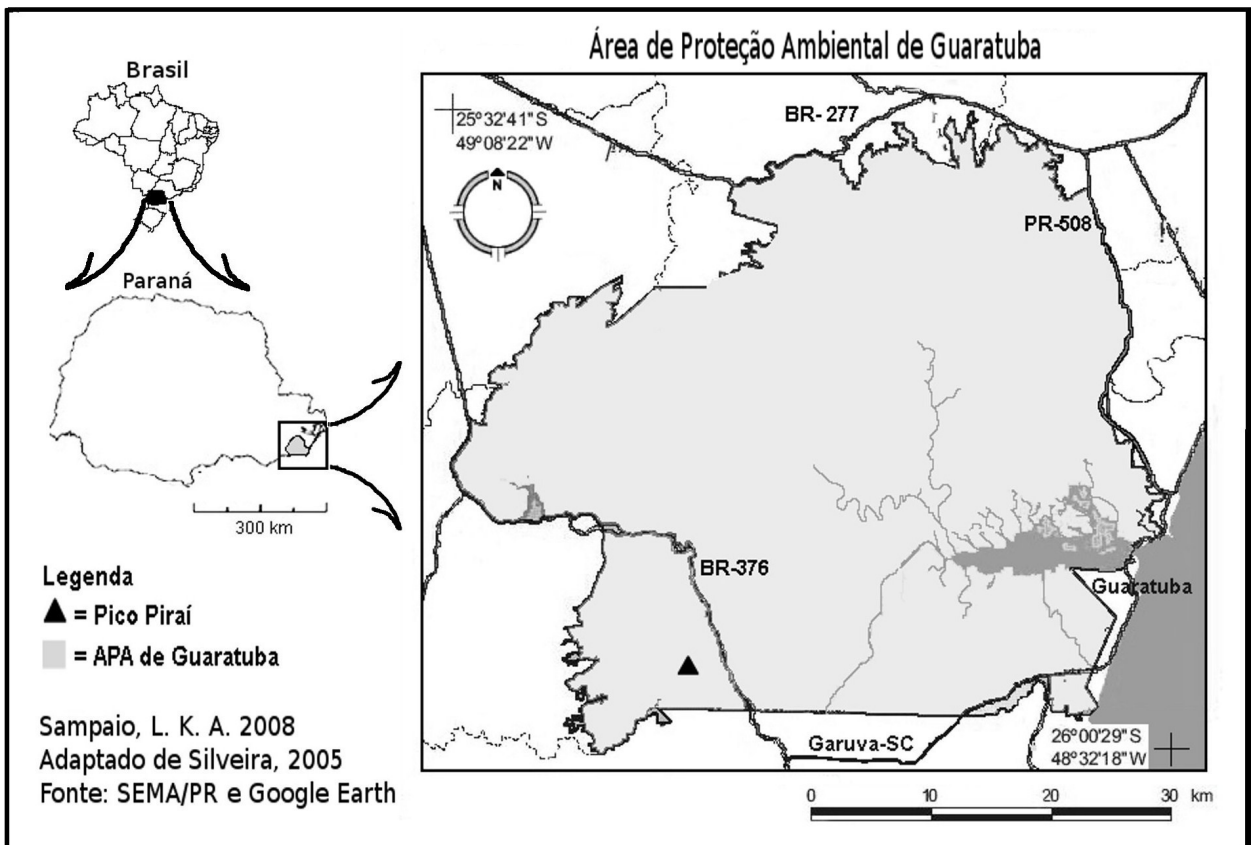 Área de Proteção Ambiental de Guaratuba
Brasil
Paraná
300 km
Legenda
= Pico Piraí
= APA de Guaratuba
Sampaio, L. K. A. 2008
Adaptado de Silveira, 2005
Fonte: SEMA/PR e Google Earth
25°32'41"S
49°08'22"W
N
BR-277
PR-508
BR-376
Guaratuba
Garuva-SC
26°00'29"S
48°32'18"W
0 10 20 30 km